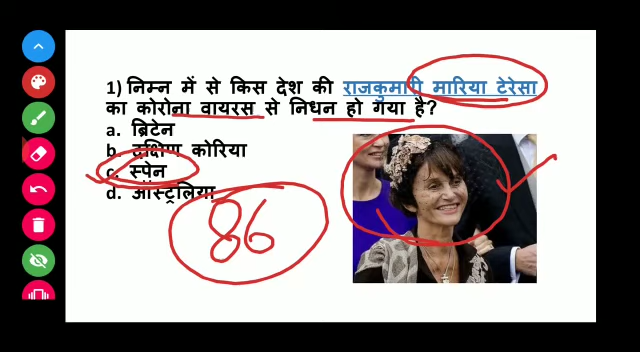 1) निम्न में से किस देश की राजकुमारी मारिया टेरेसा
का कोरोना वायरस से निधन हो गया है?
a. ब्रिटेन
b. दक्षिण कोरिया
c. स्पेन
d. ऑस्ट्रेलिया
86